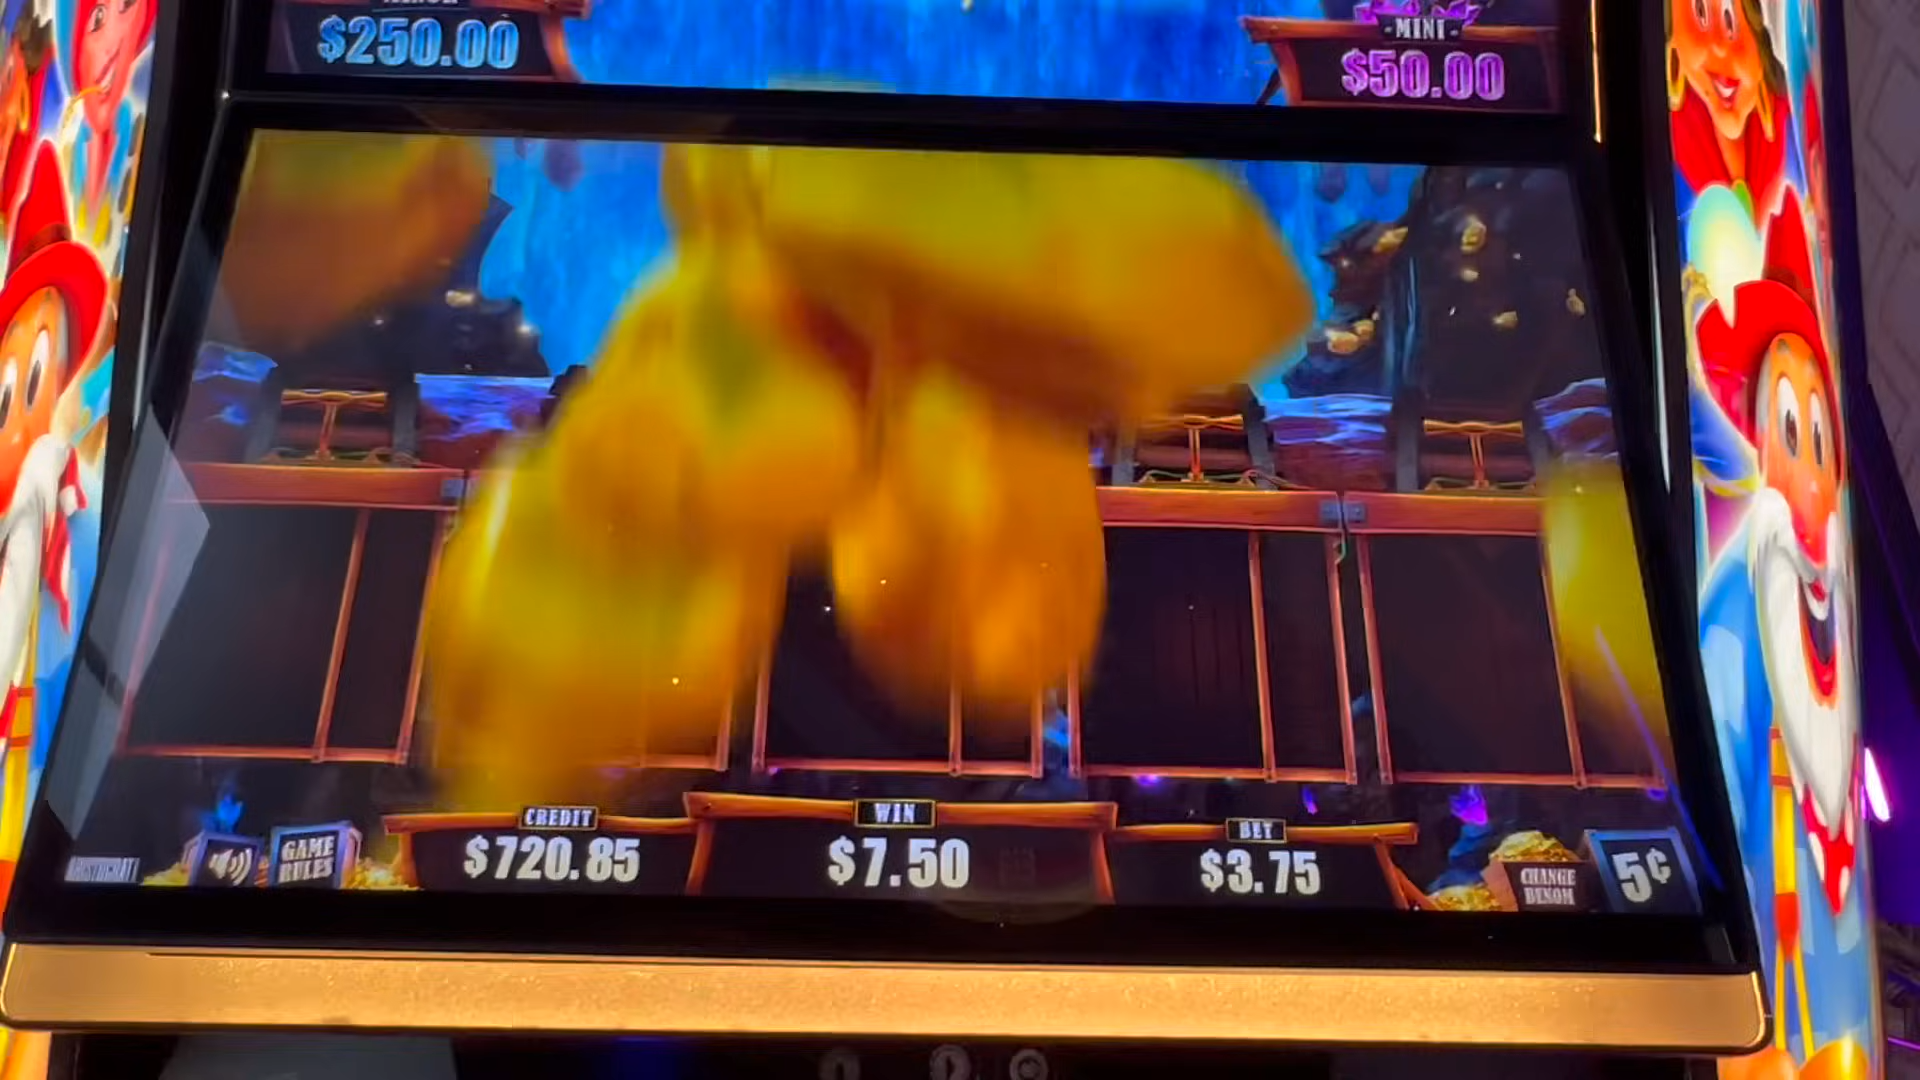 $250.00
MINI
$50.00
CREDIT
$720.85
WIN
$7.50
BET
$3.75
GAME
RULES
CHANGE
DENOM
5¢
ARISTOCRAT